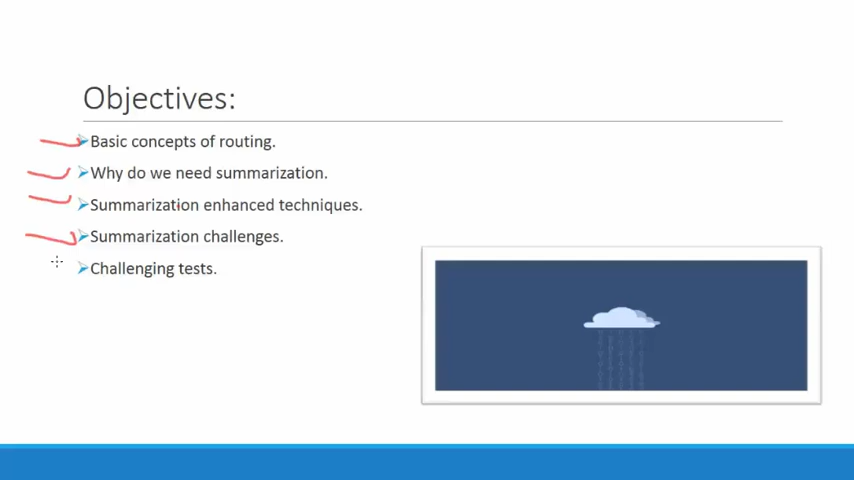 Objectives:
Basic concepts of routing.
Why do we need summarization.
Summarization enhanced techniques.
Summarization challenges.
Challenging tests.